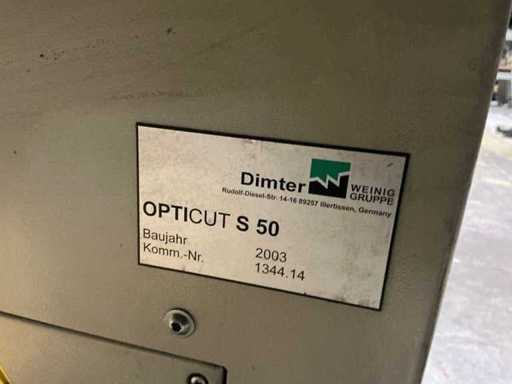 Dimter WEINIG GRUPPE
Rudolf-Diesel-Str. 14-16 89257 Illertissen, Germany
OPTICUT S 50
Baujahr 2003
Komm.-Nr. 1344.14